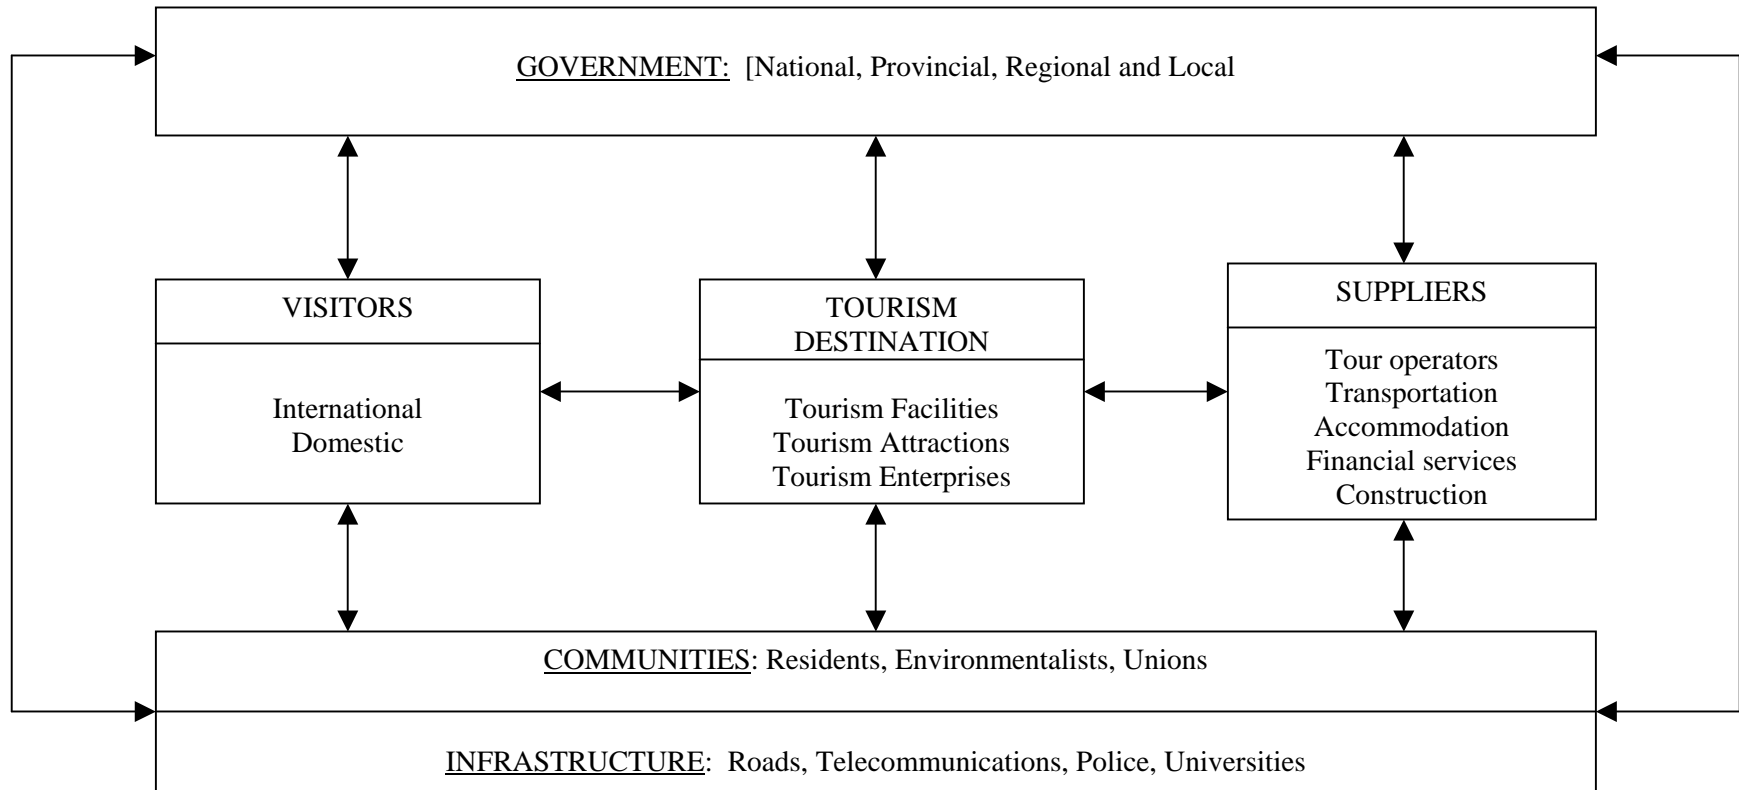 GOVERNMENT: [National, Provincial, Regional and Local
VISITORS
International
Domestic
TOURISM
DESTINATION
Tourism Facilities
Tourism Attractions
Tourism Enterprises
SUPPLIERS
Tour operators
Transportation
Accommodation
Financial services
Construction
COMMUNITIES: Residents, Environmentalists, Unions
INFRASTRUCTURE: Roads, Telecommunications, Police, Universities